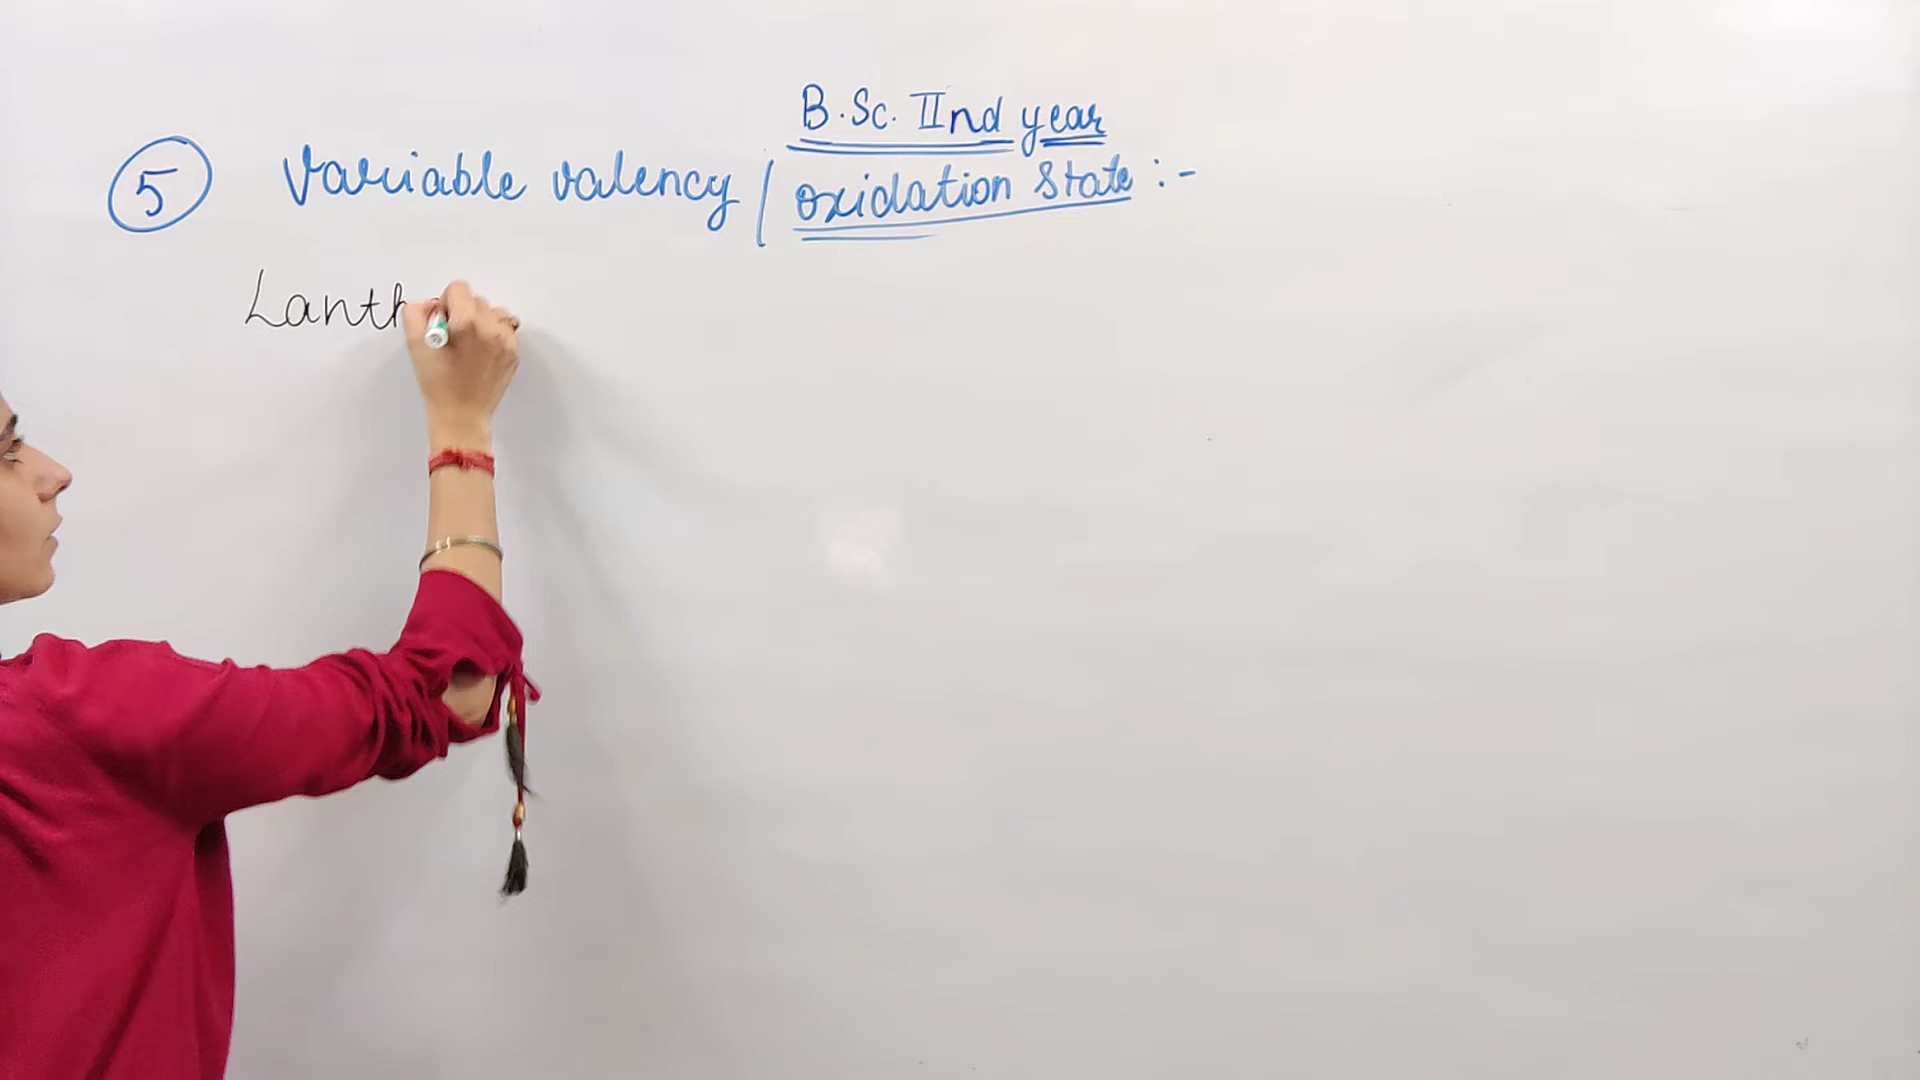 B.Sc. IInd year
5 Variable valency / oxidation state :-
Lanth